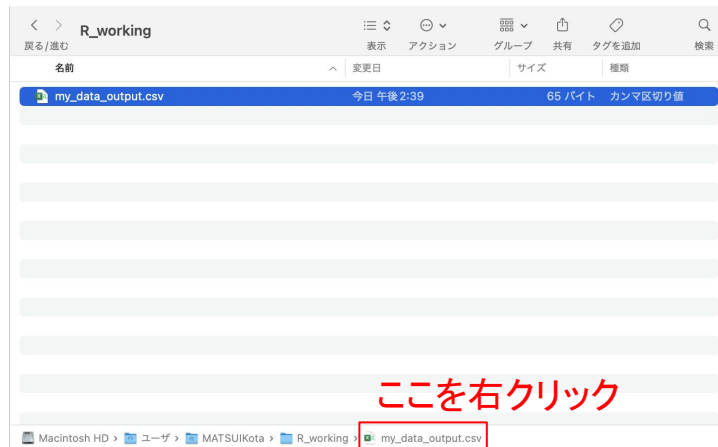 R_working
戻る/進む 表示 アクション グループ 共有 タグを追加 検索
名前 変更日 サイズ 種類
my_data_output.csv 今日 午後2:39 65 バイト カンマ区切り値
ここを右クリック
Macintosh HD › ユーザ › MATSUIKota › R_working › my_data_output.csv